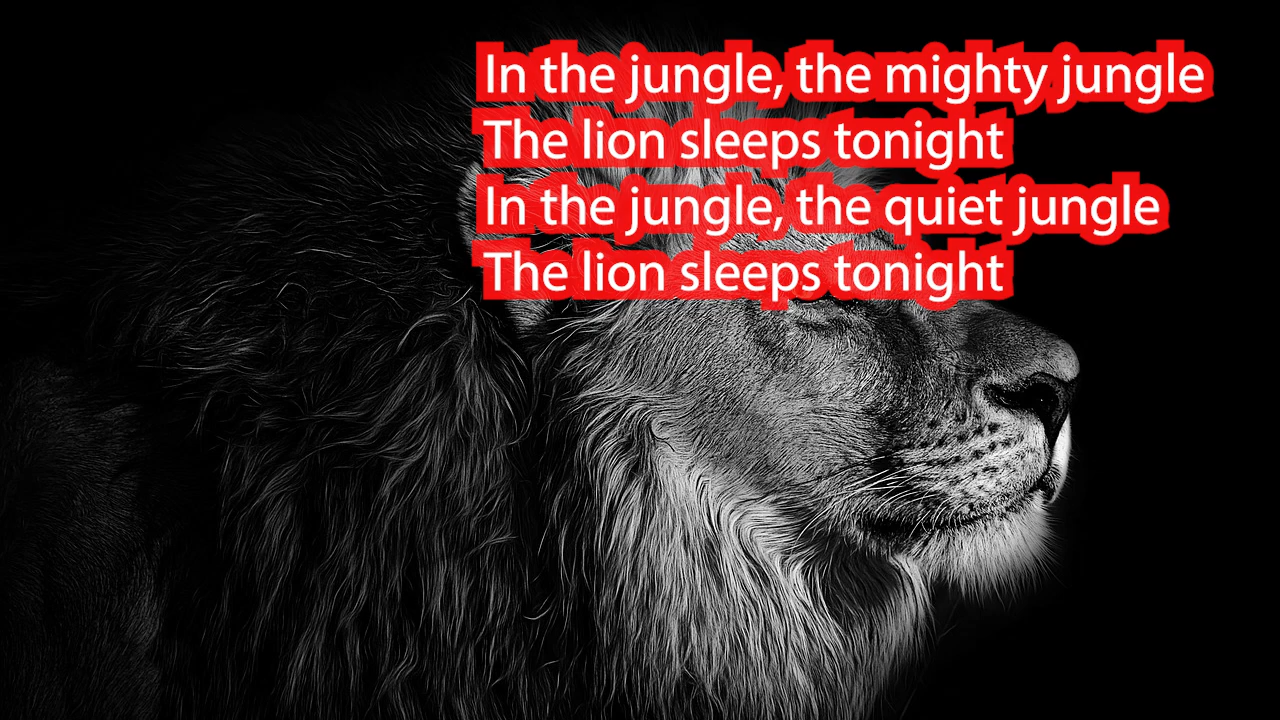 In the jungle, the mighty jungle
The lion sleeps tonight
In the jungle, the quiet jungle
The lion sleeps tonight